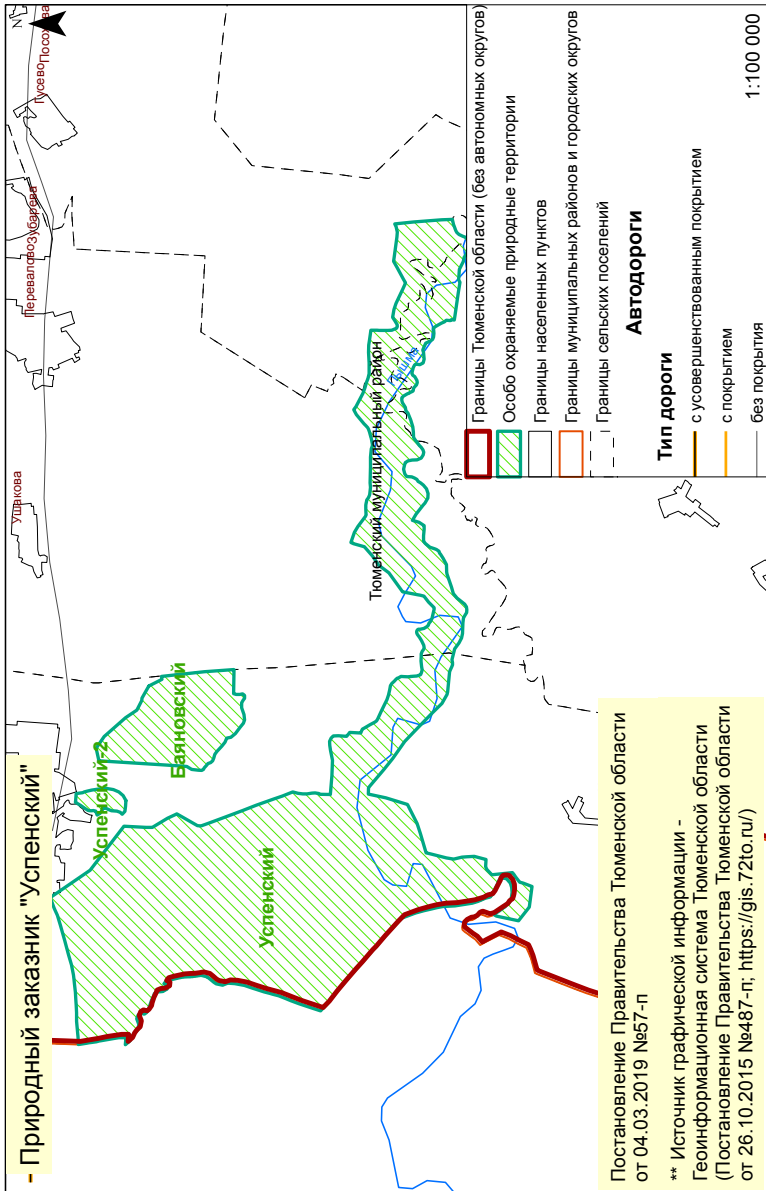 - Природный заказник "Успенский"
N
Посохова
Гусево
Зубарева
Перевалово
Ушакова
Успенский-2
Баяновский
Успенский
Тюменский муниципальный район
Пышма
Границы Тюменской области (без автономных округов)
Особо охраняемые природные территории
Границы населенных пунктов
Границы муниципальных районов и городских округов
Границы сельских поселений
Автодороги
Тип дороги
с усовершенствованным покрытием
с покрытием
без покрытия
1:100 000
Постановление Правительства Тюменской области
от 04.03.2019 №57-п
** Источник графической информации -
Геоинформационная система Тюменской области
(Постановление Правительства Тюменской области
от 26.10.2015 №487-п; https://gis.72to.ru/)